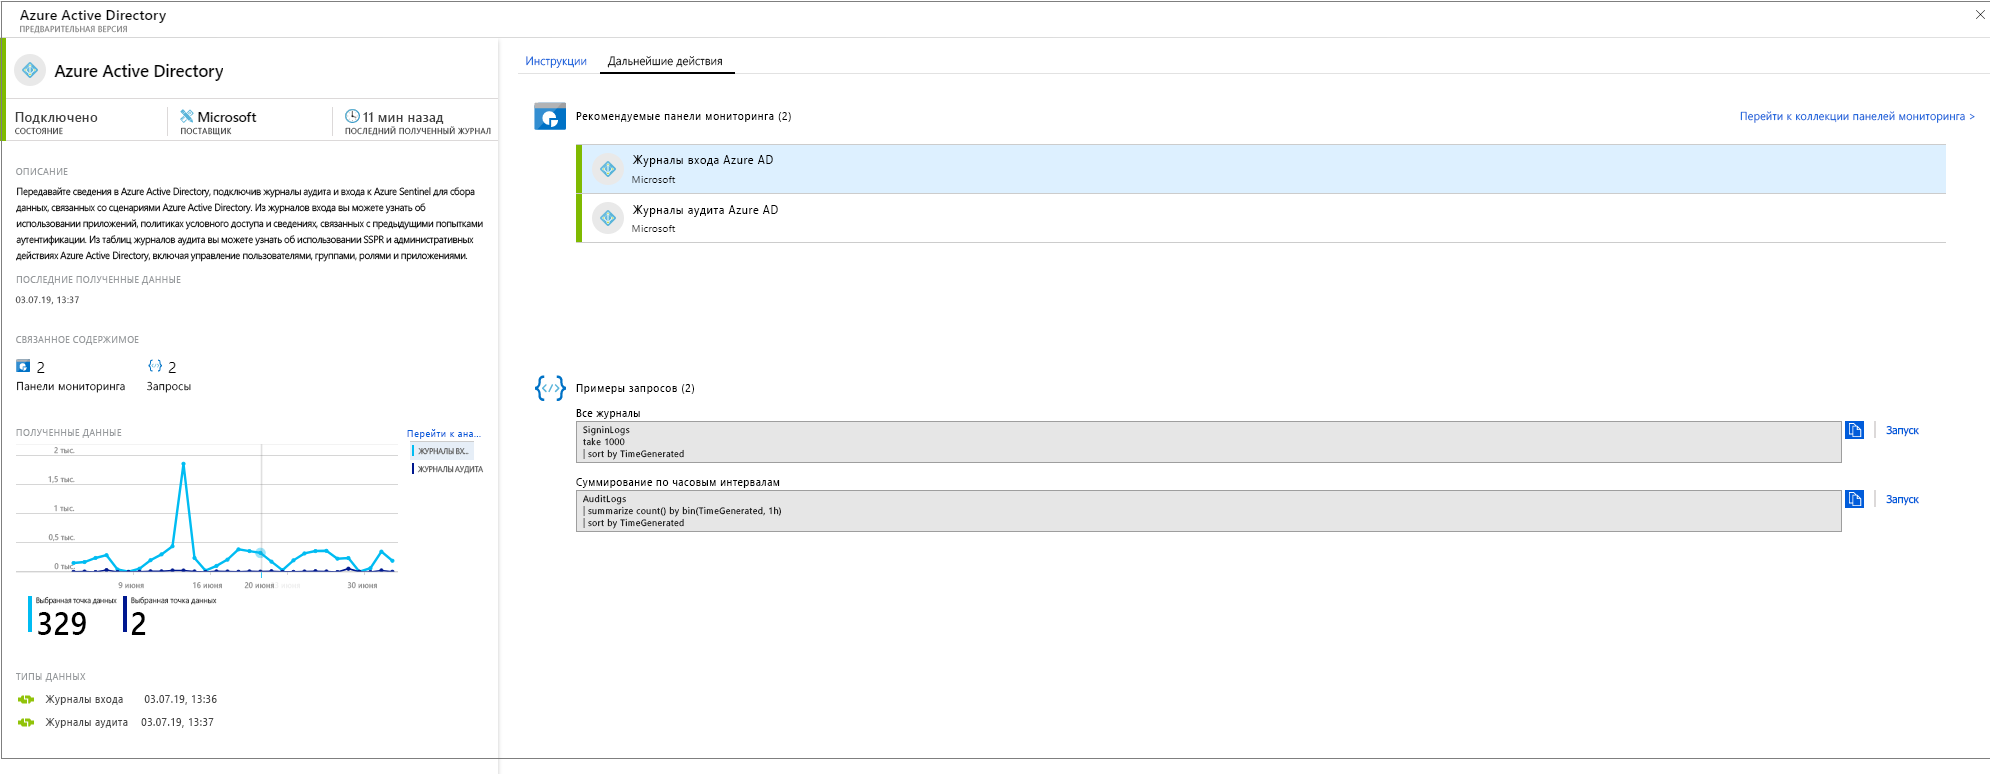 Azure Active Directory
ПРЕДВАРИТЕЛЬНАЯ ВЕРСИЯ
Azure Active Directory
Подключено
СОСТОЯНИЕ
Microsoft
ПОСТАВЩИК
11 мин назад
ПОСЛЕДНИЙ ПОЛУЧЕННЫЙ ЖУРНАЛ
ОПИСАНИЕ
Передавайте сведения в Azure Active Directory, подключив журналы аудита и входа к Azure Sentinel для сбора
данных, связанных со сценариями Azure Active Directory. Из журналов входа вы можете узнать об
использовании приложений, политиках условного доступа и сведениях, связанных с предыдущими попытками
аутентификации. Из таблиц журналов аудита вы можете узнать об использовании SSPR и административных
действиях Azure Active Directory, включая управление пользователями, группами, ролями и приложениями.
ПОСЛЕДНИЕ ПОЛУЧЕННЫЕ ДАННЫЕ
03.07.19, 13:37
СВЯЗАННОЕ СОДЕРЖИМОЕ
2
Панели мониторинга
2
Запросы
ПОЛУЧЕННЫЕ ДАННЫЕ
Перейти к ана...
ЖУРНАЛЫ ВХ...
ЖУРНАЛЫ АУДИТА
2 тыс.
1,5 тыс.
1 тыс.
0,5 тыс.
0 тыс.
9 июня
16 июня
20 июня
30 июня
Выбранная точка данных
329
Выбранная точка данных
2
ТИПЫ ДАННЫХ
Журналы входа 03.07.19, 13:36
Журналы аудита 03.07.19, 13:37
Инструкции
Дальнейшие действия
Рекомендуемые панели мониторинга (2)
Перейти к коллекции панелей мониторинга >
Журналы входа Azure AD
Microsoft
Журналы аудита Azure AD
Microsoft
Примеры запросов (2)
Все журналы
SigninLogs
take 1000
| sort by TimeGenerated
Запуск
Суммирование по часовым интервалам
AuditLogs
| summarize count() by bin(TimeGenerated, 1h)
| sort by TimeGenerated
Запуск